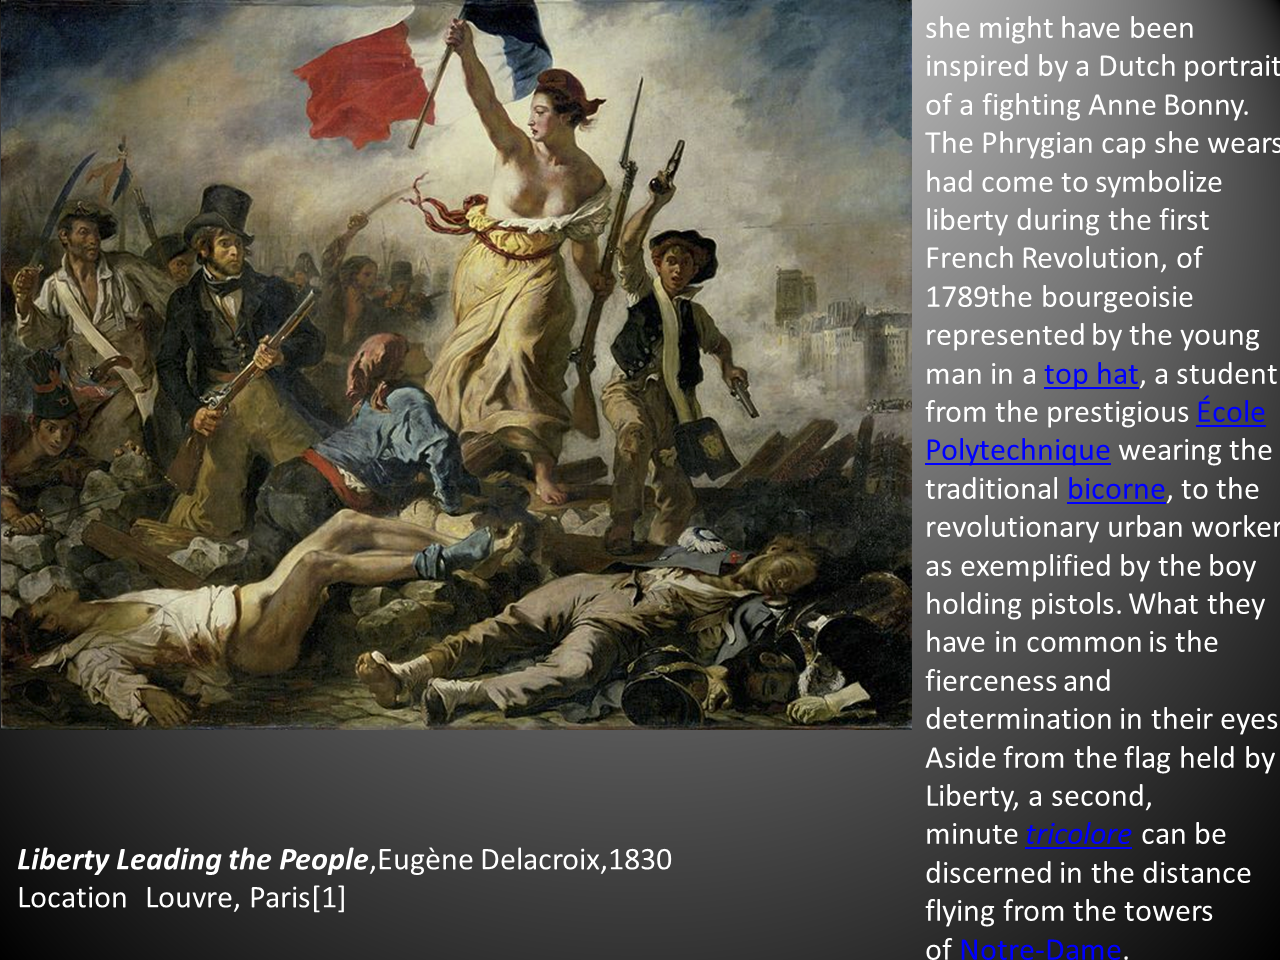 she might have been
inspired by a Dutch portrait
of a fighting Anne Bonny.
The Phrygian cap she wears
had come to symbolize
liberty during the first
French Revolution, of
1789the bourgeoisie
represented by the young
man in a top hat, a student
from the prestigious École
Polytechnique wearing the
traditional bicorne, to the
revolutionary urban worker
as exemplified by the boy
holding pistols. What they
have in common is the
fierceness and
determination in their eyes
Aside from the flag held by
Liberty, a second,
minute tricolore can be
discerned in the distance
flying from the towers
of Notre-Dame.
Liberty Leading the People,Eugène Delacroix,1830
Location Louvre, Paris[1]